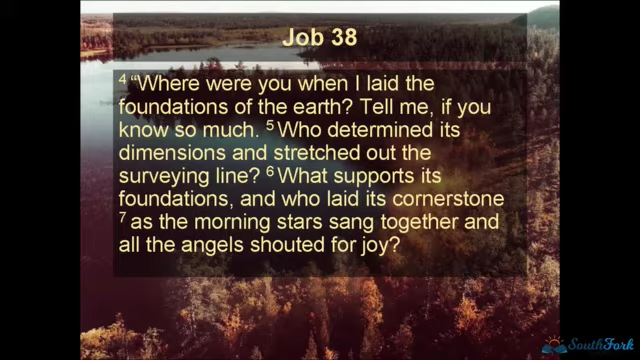 Job 38
4 “Where were you when I laid the
foundations of the earth? Tell me, if you
know so much. 5 Who determined its
dimensions and stretched out the
surveying line? 6 What supports its
foundations, and who laid its cornerstone
7 as the morning stars sang together and
all the angels shouted for joy?
SouthFork